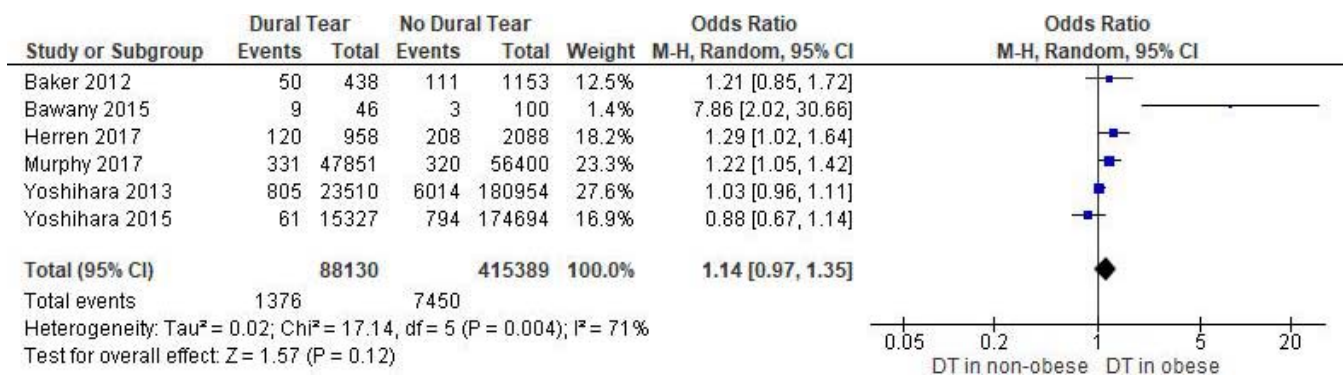 Dural Tear No Dural Tear Odds Ratio Odds Ratio
Study or Subgroup Events Total Events Total Weight M-H, Random, 95% CI M-H, Random, 95% CI
Baker 2012 50 438 111 1153 12.5% 1.21 [0.85, 1.72]
Bawany 2015 9 46 3 100 1.4% 7.86 [2.02, 30.66]
Herren 2017 120 958 208 2088 18.2% 1.29 [1.02, 1.64]
Murphy 2017 331 47851 320 56400 23.3% 1.22 [1.05, 1.42]
Yoshihara 2013 805 23510 6014 180954 27.6% 1.03 [0.96, 1.11]
Yoshihara 2015 61 15327 794 174694 16.9% 0.88 [0.67, 1.14]
Total (95% CI) 88130 415389 100.0% 1.14 [0.97, 1.35]
Total events 1376 7450
Heterogeneity: Tau² = 0.02; Chi² = 17.14, df = 5 (P = 0.004); I² = 71%
Test for overall effect: Z = 1.57 (P = 0.12)
0.05 0.2 1 5 20
DT in non-obese DT in obese